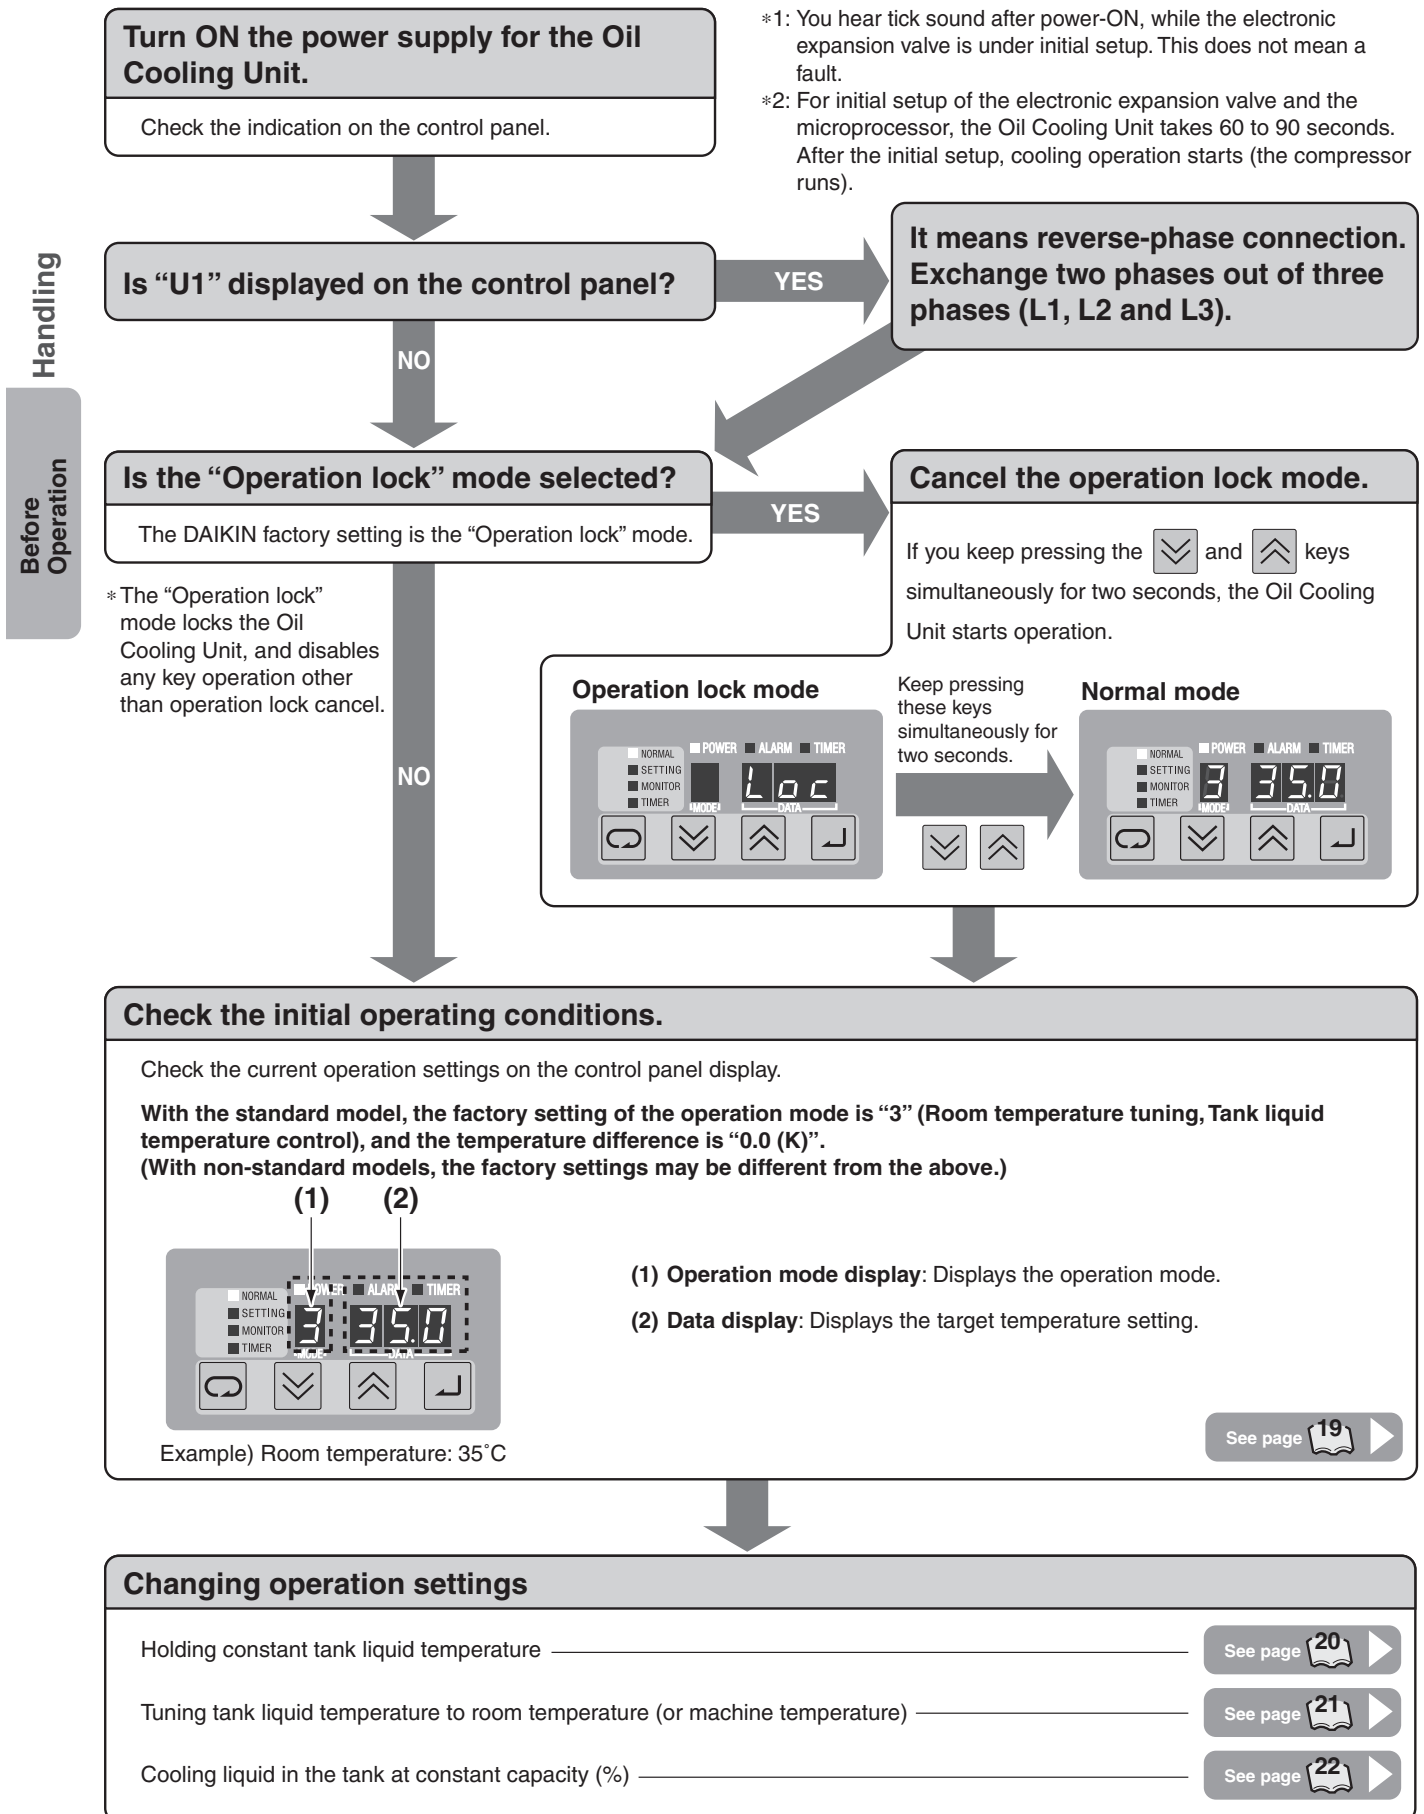 Turn ON the power supply for the Oil
Cooling Unit.
Check the indication on the control panel.
*1: You hear tick sound after power-ON, while the electronic
expansion valve is under initial setup. This does not mean a
fault.
*2: For initial setup of the electronic expansion valve and the
microprocessor, the Oil Cooling Unit takes 60 to 90 seconds.
After the initial setup, cooling operation starts (the compressor
runs).
Handling
Before
Operation
Is “U1” displayed on the control panel?
YES
It means reverse-phase connection.
Exchange two phases out of three
phases (L1, L2 and L3).
NO
Is the “Operation lock” mode selected?
The DAIKIN factory setting is the “Operation lock” mode.
YES
* The “Operation lock”
mode locks the Oil
Cooling Unit, and disables
any key operation other
than operation lock cancel.
NO
Cancel the operation lock mode.
If you keep pressing the and keys
simultaneously for two seconds, the Oil Cooling
Unit starts operation.
Operation lock mode
NORMAL
SETTING
MONITOR
TIMER
POWER ALARM TIMER
Loc
MODE DATA
Keep pressing
these keys
simultaneously for
two seconds.
Normal mode
NORMAL
SETTING
MONITOR
TIMER
POWER ALARM TIMER
3 35.0
MODE DATA
Check the initial operating conditions.
Check the current operation settings on the control panel display.
With the standard model, the factory setting of the operation mode is “3” (Room temperature tuning, Tank liquid
temperature control), and the temperature difference is “0.0 (K)”.
(With non-standard models, the factory settings may be different from the above.)
(1) (2)
NORMAL
SETTING
MONITOR
TIMER
POWER ALARM TIMER
3 35.0
MODE DATA
Example) Room temperature: 35˚C
(1) Operation mode display: Displays the operation mode.
(2) Data display: Displays the target temperature setting.
See page 19
Changing operation settings
Holding constant tank liquid temperature See page 20
Tuning tank liquid temperature to room temperature (or machine temperature) See page 21
Cooling liquid in the tank at constant capacity (%) See page 22